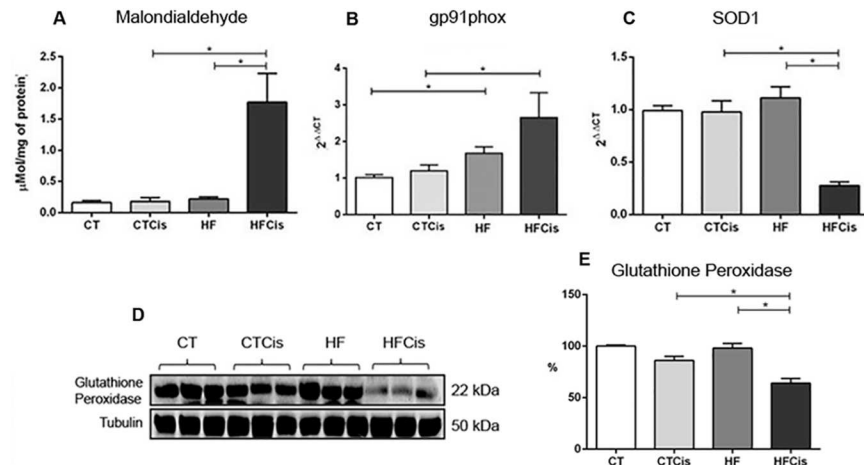 A Malondialdehyde
* *
μMol/mg of protein
2.5
2.0
1.5
1.0
0.5
0.0
CT CTCis HF HFCis
B gp91phox
* *
2^ΔΔCT
6
4
2
0
CT CTCis HF HFCis
C SOD1
* *
2^ΔΔCT
1.5
1.0
0.5
0.0
CT CTCis HF HFCis
D
CT CTCis HF HFCis
Glutathione
Peroxidase
22 kDa
Tubulin 50 kDa
E
Glutathione Peroxidase
* *
%
150
100
50
0
CT CTCis HF HFCis